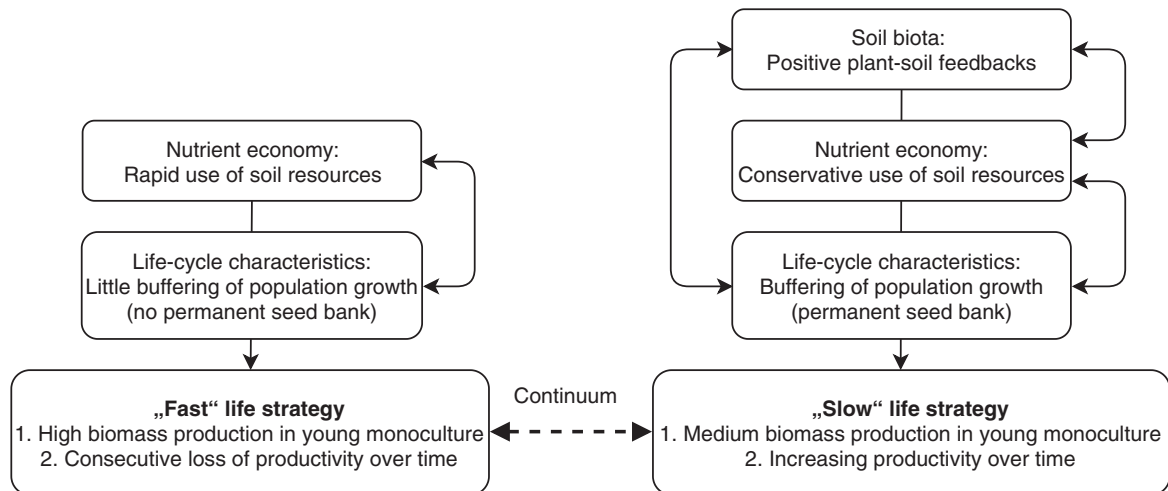 Nutrient economy:
Rapid use of soil resources
Life-cycle characteristics:
Little buffering of population growth
(no permanent seed bank)
„Fast“ life strategy
1. High biomass production in young monoculture
2. Consecutive loss of productivity over time
Continuum
Soil biota:
Positive plant-soil feedbacks
Nutrient economy:
Conservative use of soil resources
Life-cycle characteristics:
Buffering of population growth
(permanent seed bank)
„Slow“ life strategy
1. Medium biomass production in young monoculture
2. Increasing productivity over time